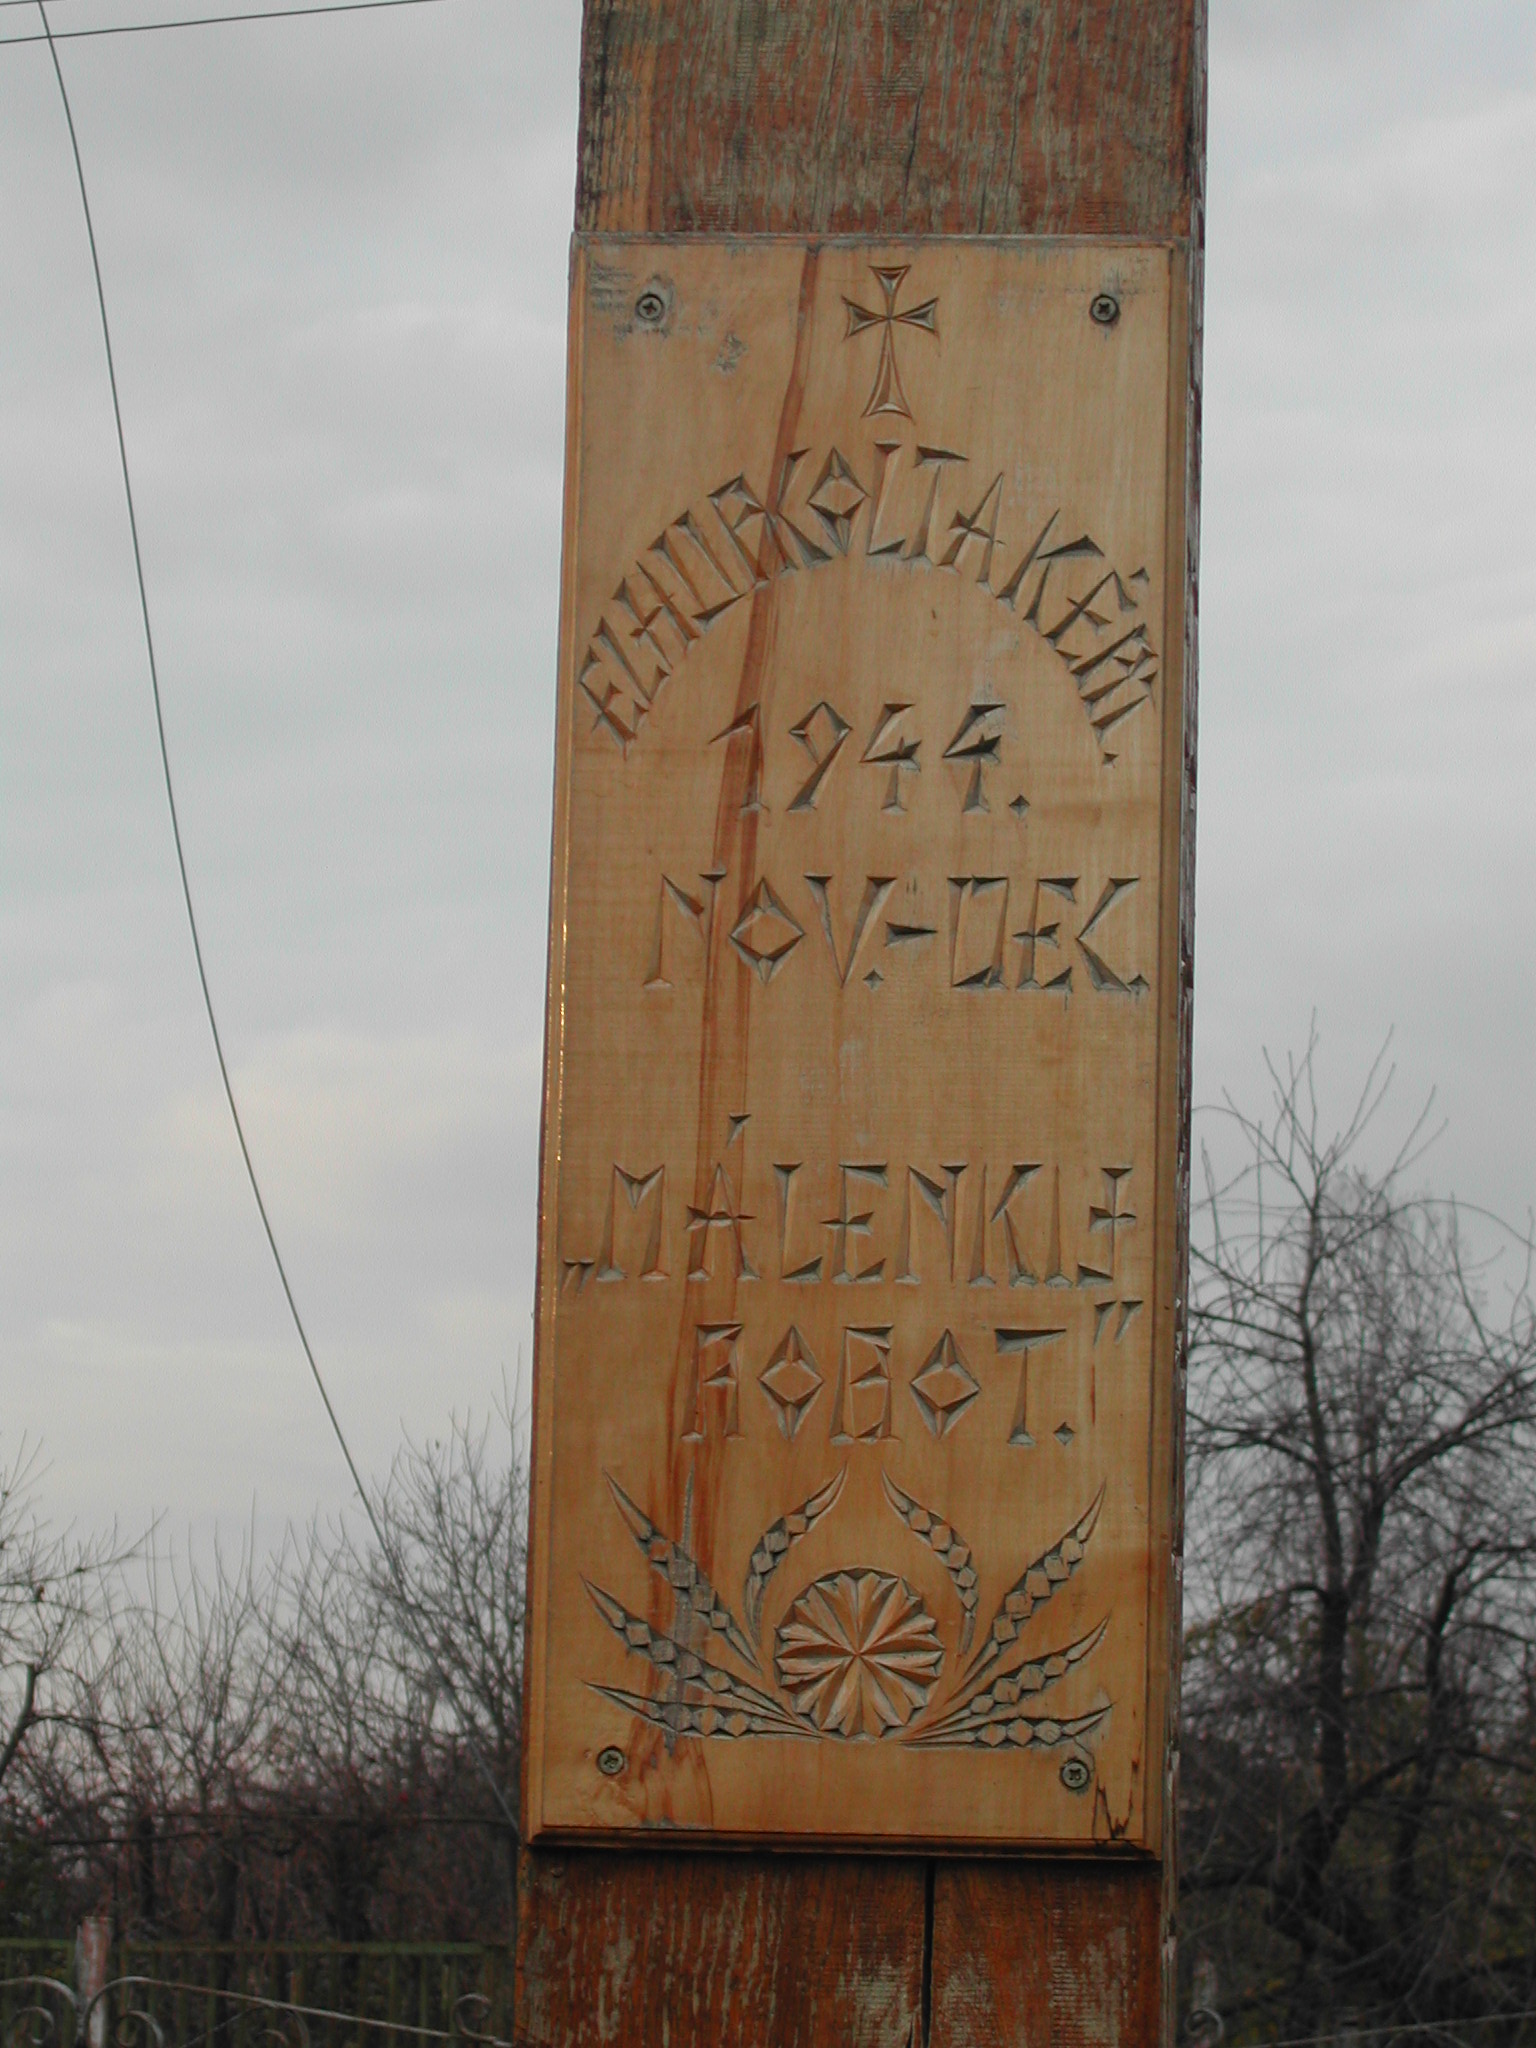 ELHURCOLTAKÉRT.
1944.
NOV.-DEC.
„MÁLENKIJ
ROBOT.”